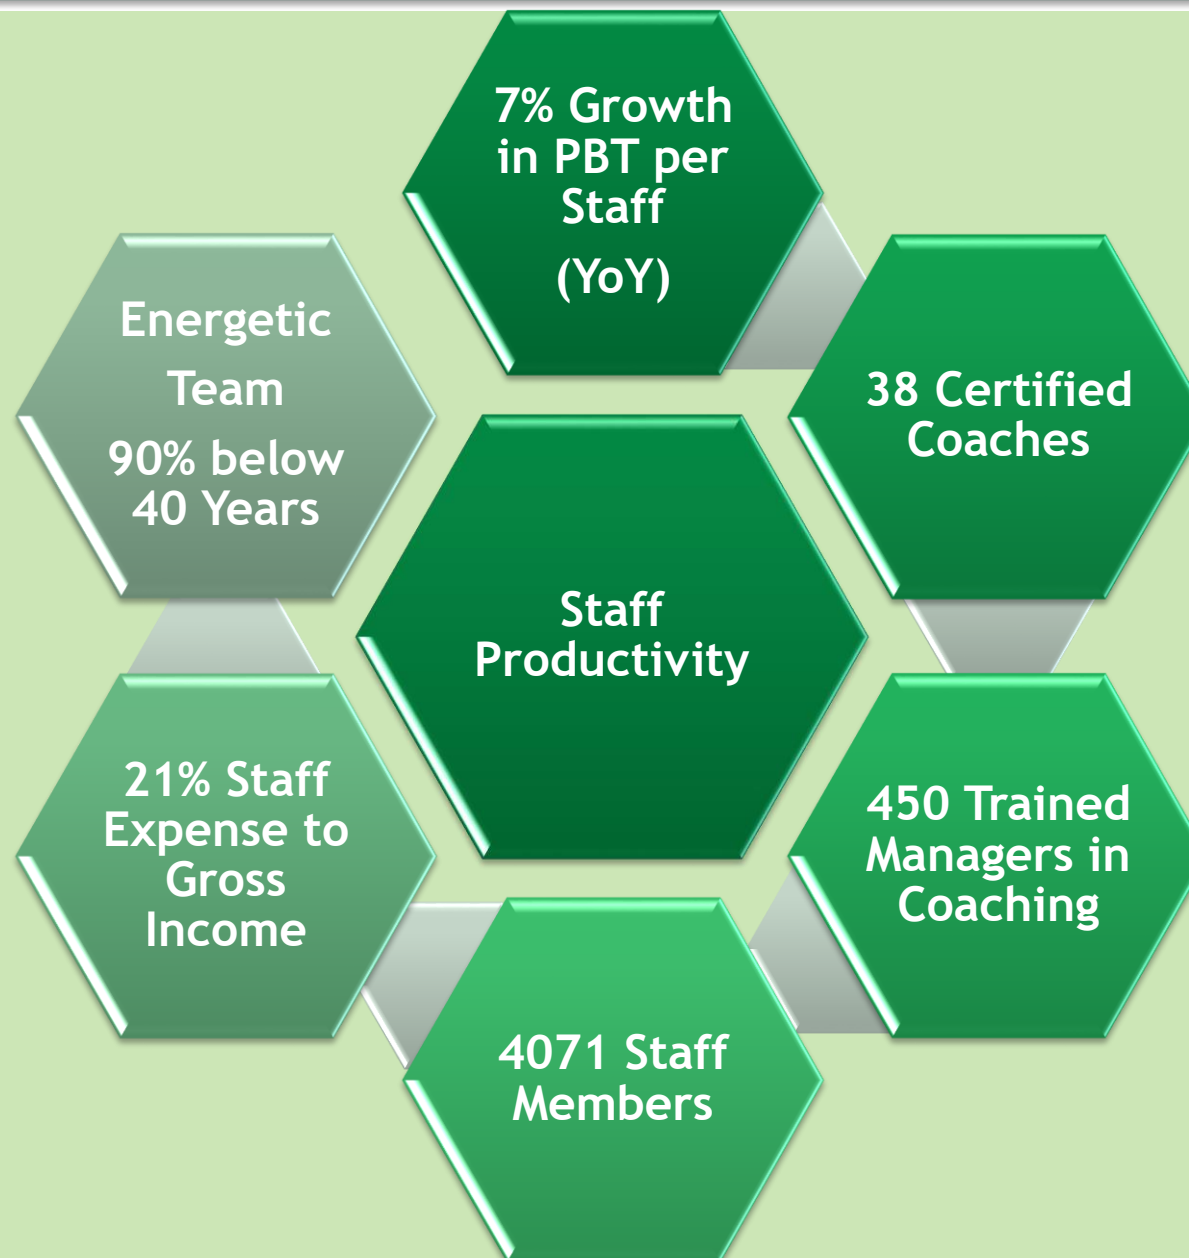 7% Growth
in PBT per
Staff
(YoY)
38 Certified
Coaches
450 Trained
Managers in
Coaching
4071 Staff
Members
21% Staff
Expense to
Gross
Income
Energetic
Team
90% below
40 Years
Staff
Productivity